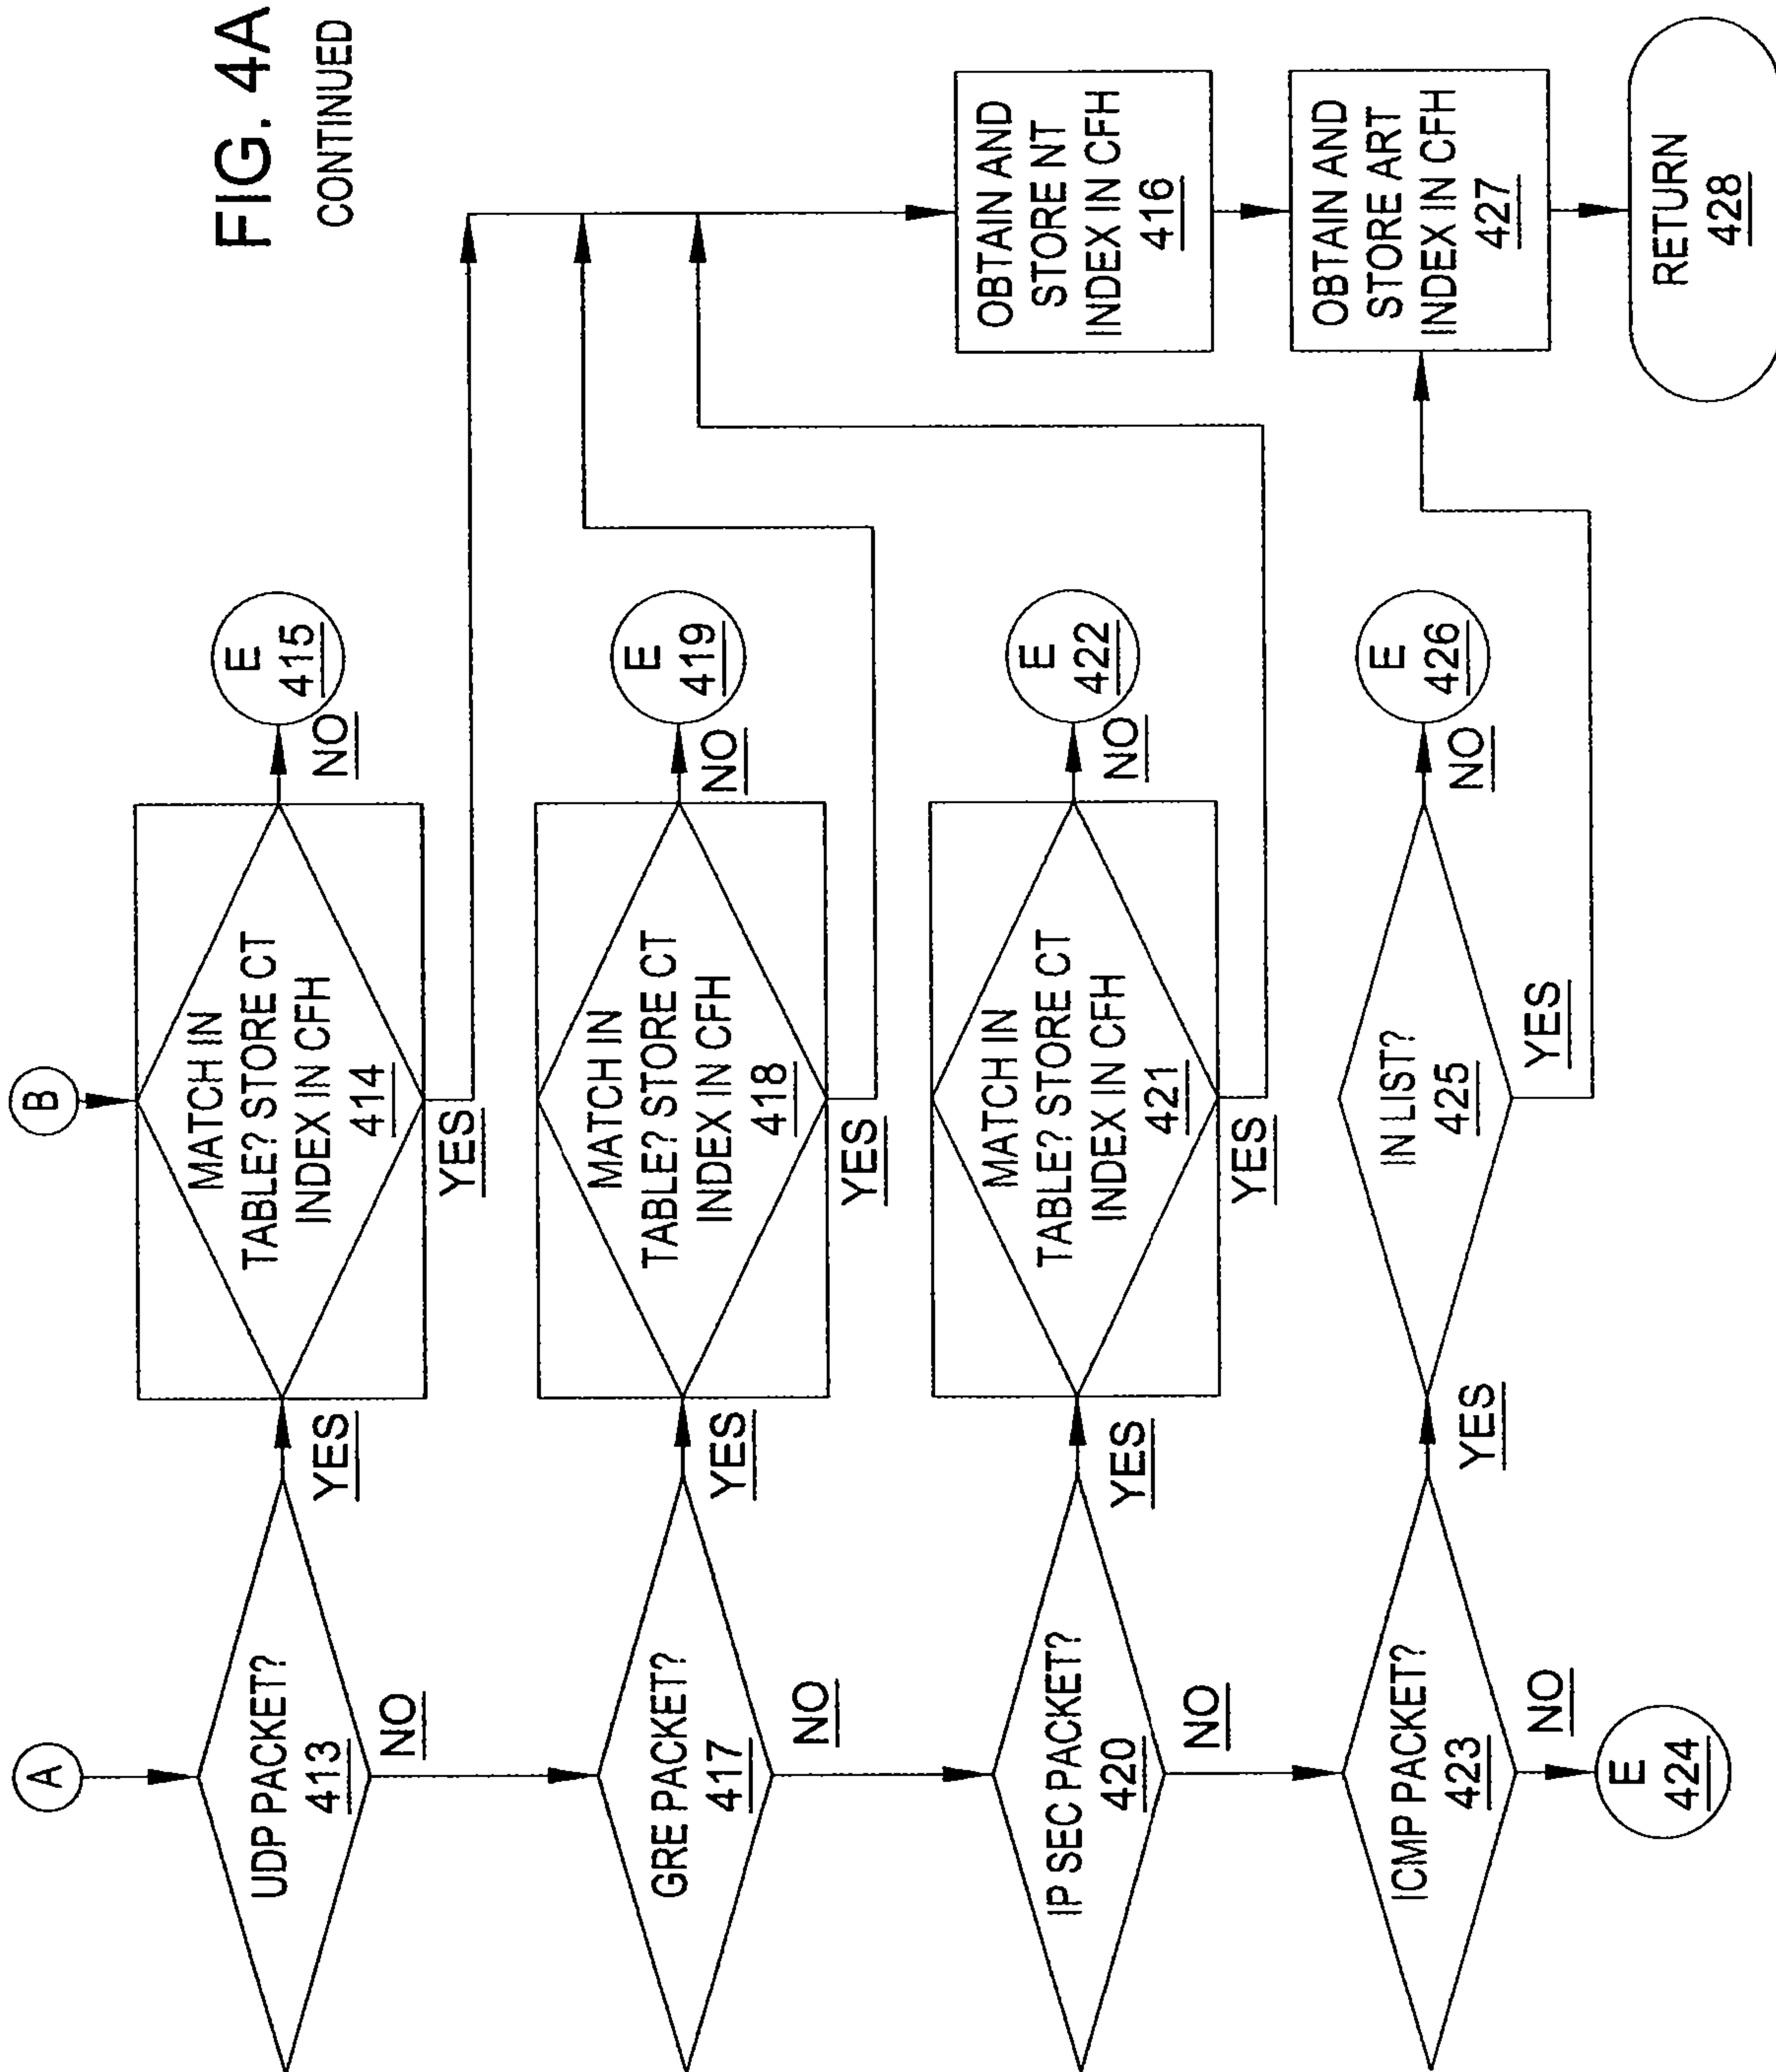 FIG. 4A
CONTINUED
A
B
UDP PACKET?
413
YES
NO
MATCH IN
TABLE? STORE CT
INDEX IN CFH
414
NO
YES
E
415
GRE PACKET?
417
YES
NO
MATCH IN
TABLE? STORE CT
INDEX IN CFH
418
NO
YES
E
419
IP SEC PACKET?
420
YES
NO
MATCH IN
TABLE? STORE CT
INDEX IN CFH
421
NO
YES
E
422
OBTAIN AND
STORE NT
INDEX IN CFH
416
ICMP PACKET?
423
YES
NO
E
424
IN LIST?
425
NO
YES
E
426
OBTAIN AND
STORE ART
INDEX IN CFH
427
RETURN
428